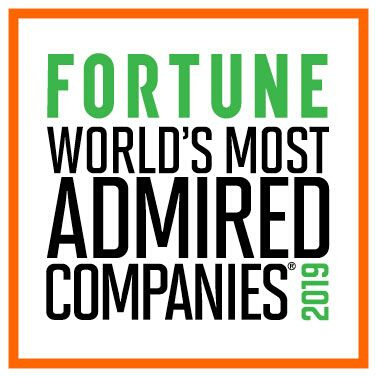 FORTUNE
WORLD'S MOST
ADMIRED
COMPANIES®
2019